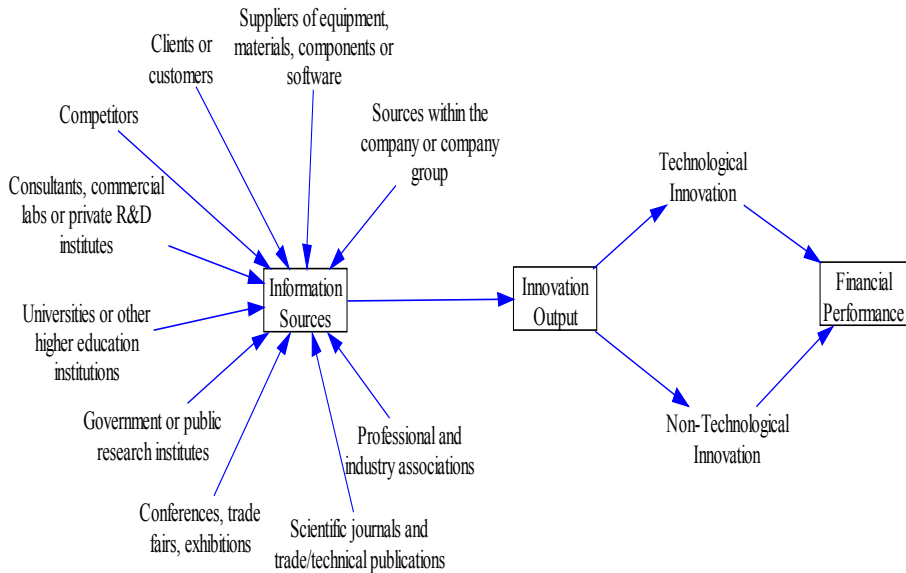 Suppliers of equipment,
materials, components or
software
Clients or
customers
Competitors
Sources within the
company or company
group
Consultants, commercial
labs or private R&D
institutes
Universities or other
higher education
institutions
Government or public
research institutes
Conferences, trade
fairs, exhibitions
Scientific journals and
trade/technical publications
Professional and
industry associations
Information
Sources
Innovation
Output
Technological
Innovation
Non-Technological
Innovation
Financial
Performance